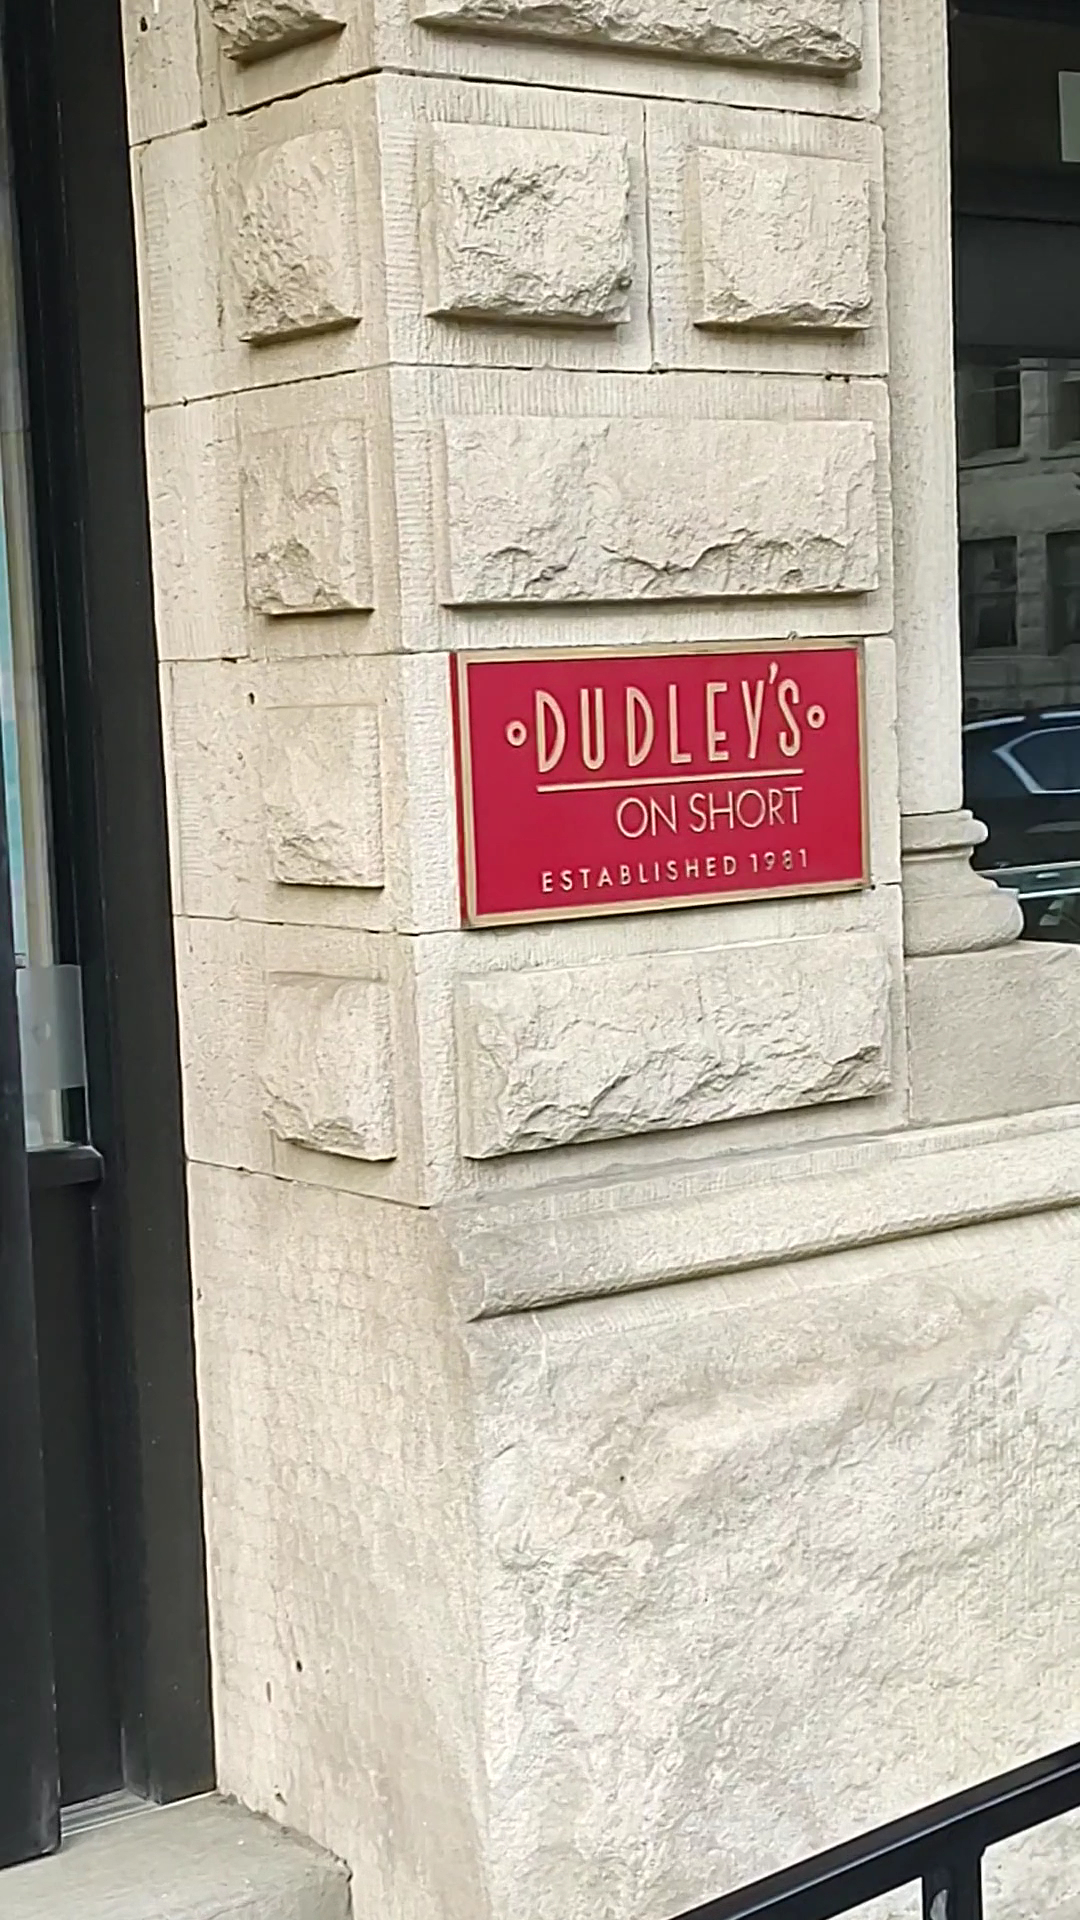 DUDLEY'S
ON SHORT
ESTABLISHED 1981